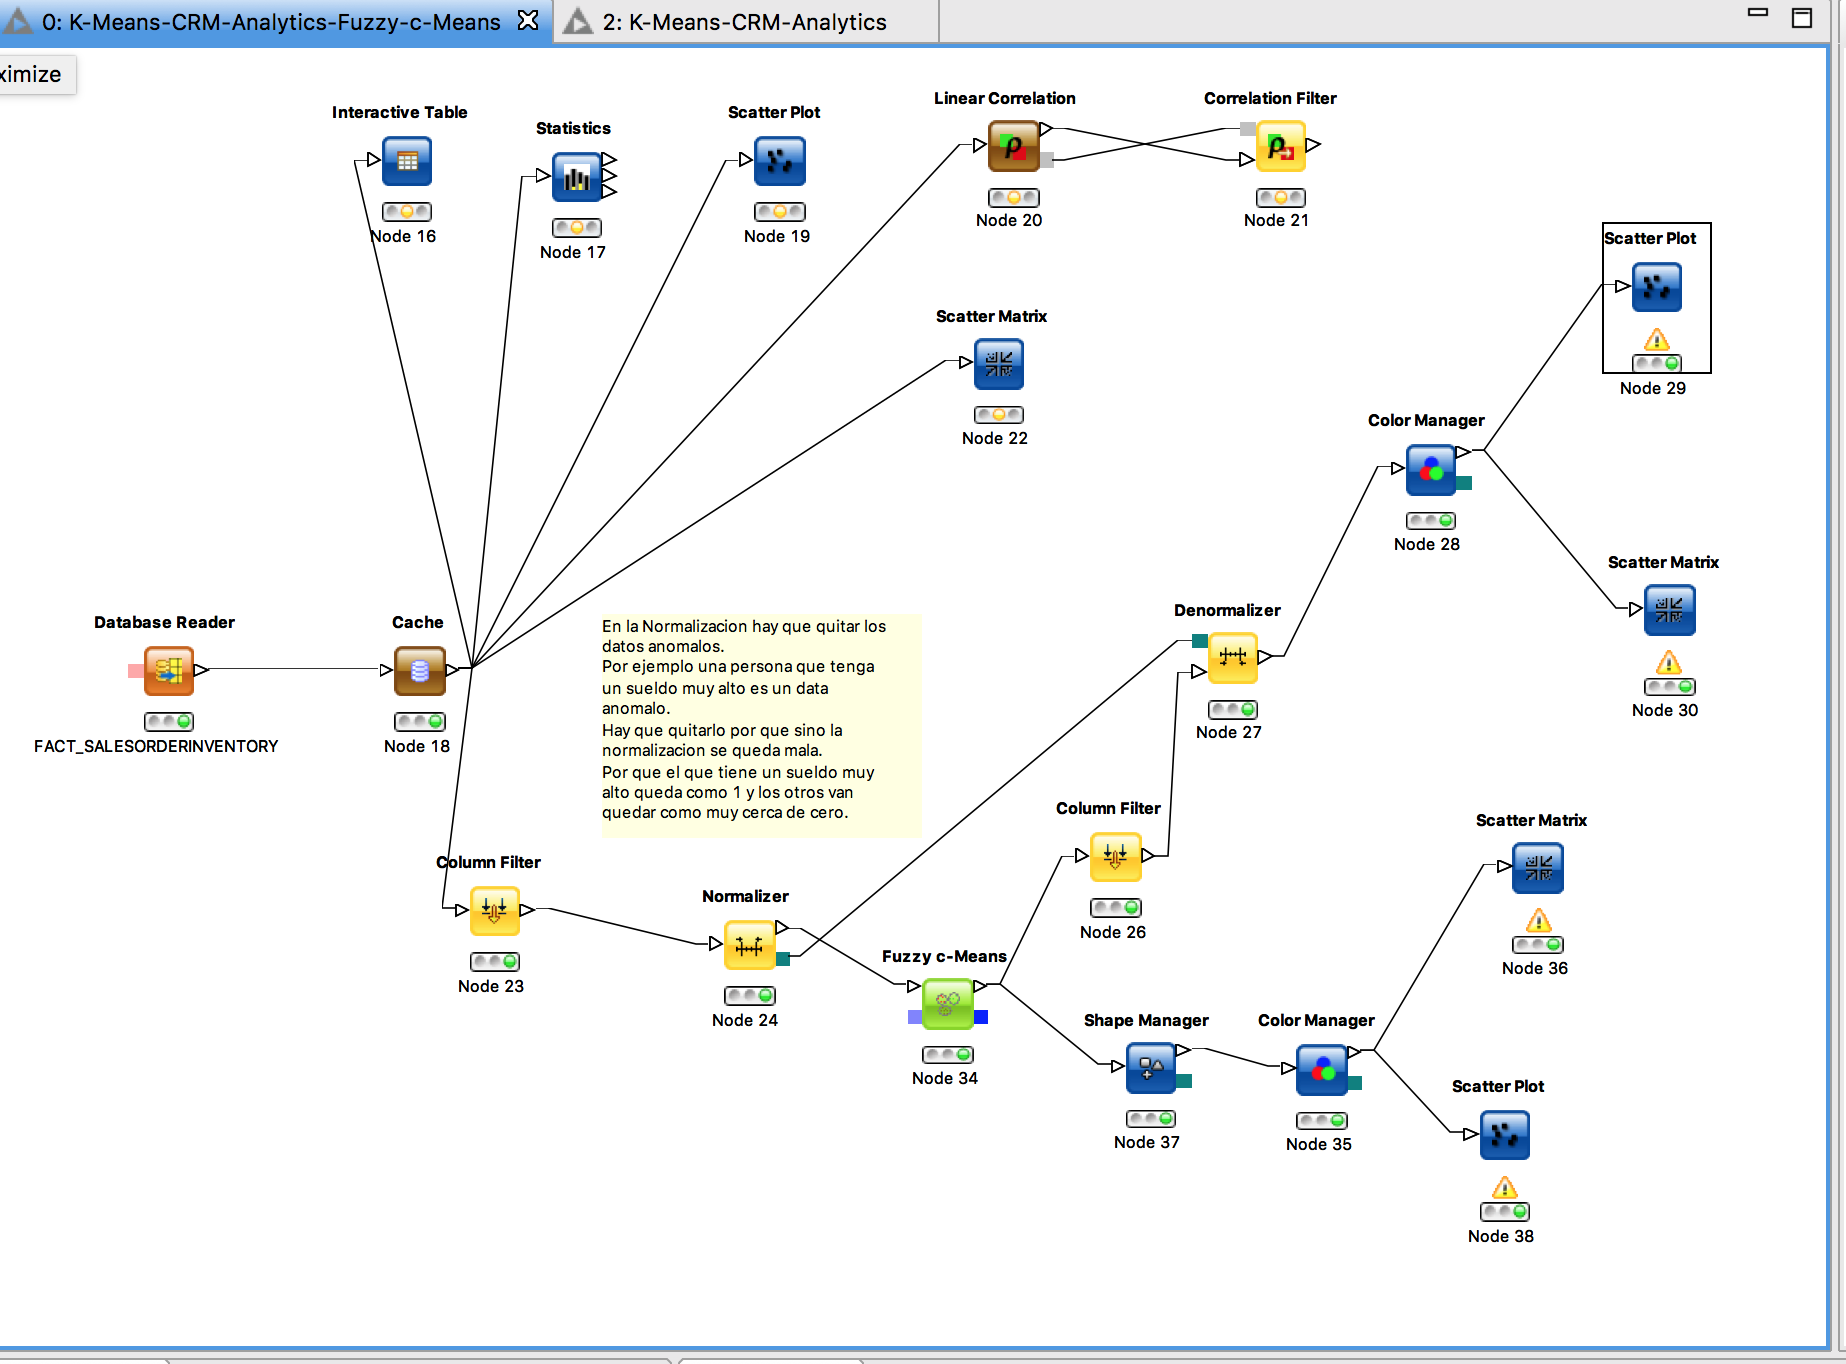 0: K-Means-CRM-Analytics-Fuzzy-c-Means
2: K-Means-CRM-Analytics
ximize
Interactive Table
Node 16
Statistics
Node 17
Scatter Plot
Node 19
Linear Correlation
Node 20
Correlation Filter
Node 21
Scatter Plot
Node 29
Scatter Matrix
Node 22
Color Manager
Node 28
Scatter Matrix
Node 30
Database Reader
FACT_SALESORDERINVENTORY
Cache
Node 18
En la Normalizacion hay que quitar los
datos anomalos.
Por ejemplo una persona que tenga
un sueldo muy alto es un data
anomalo.
Hay que quitarlo por que sino la
normalizacion se queda mala.
Por que el que tiene un sueldo muy
alto queda como 1 y los otros van
quedar como muy cerca de cero.
Denormalizer
Node 27
Column Filter
Node 26
Scatter Matrix
Node 36
Column Filter
Node 23
Normalizer
Node 24
Fuzzy c-Means
Node 34
Shape Manager
Node 37
Color Manager
Node 35
Scatter Plot
Node 38